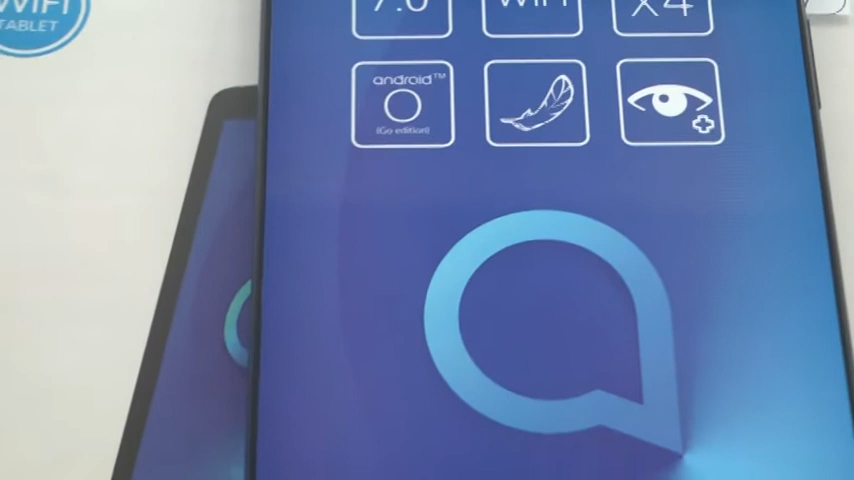 WIFI
TABLET
7.0
WiFi
X4
android™
O
(Go edition)